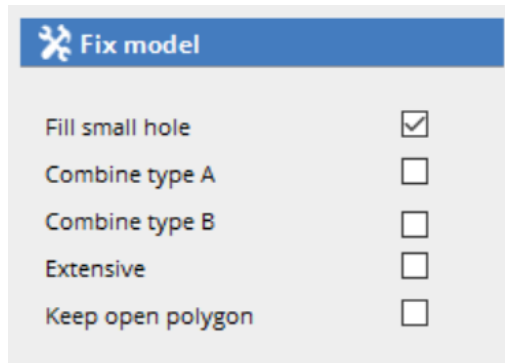 Fix model
Fill small hole
Combine type A
Combine type B
Extensive
Keep open polygon